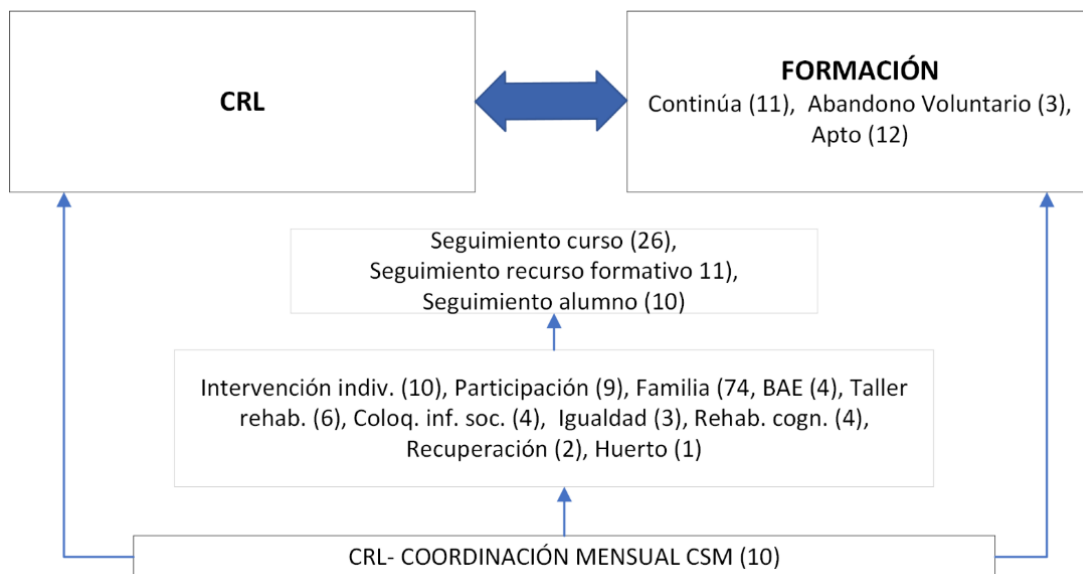 CRL
FORMACIÓN
Continúa (11), Abandono Voluntario (3),
Apto (12)
Seguimiento curso (26),
Seguimiento recurso formativo 11),
Seguimiento alumno (10)
Intervención indiv. (10), Participación (9), Familia (74, BAE (4), Taller
rehab. (6), Coloq. inf. soc. (4), Igualdad (3), Rehab. cogn. (4),
Recuperación (2), Huerto (1)
CRL- COORDINACIÓN MENSUAL CSM (10)